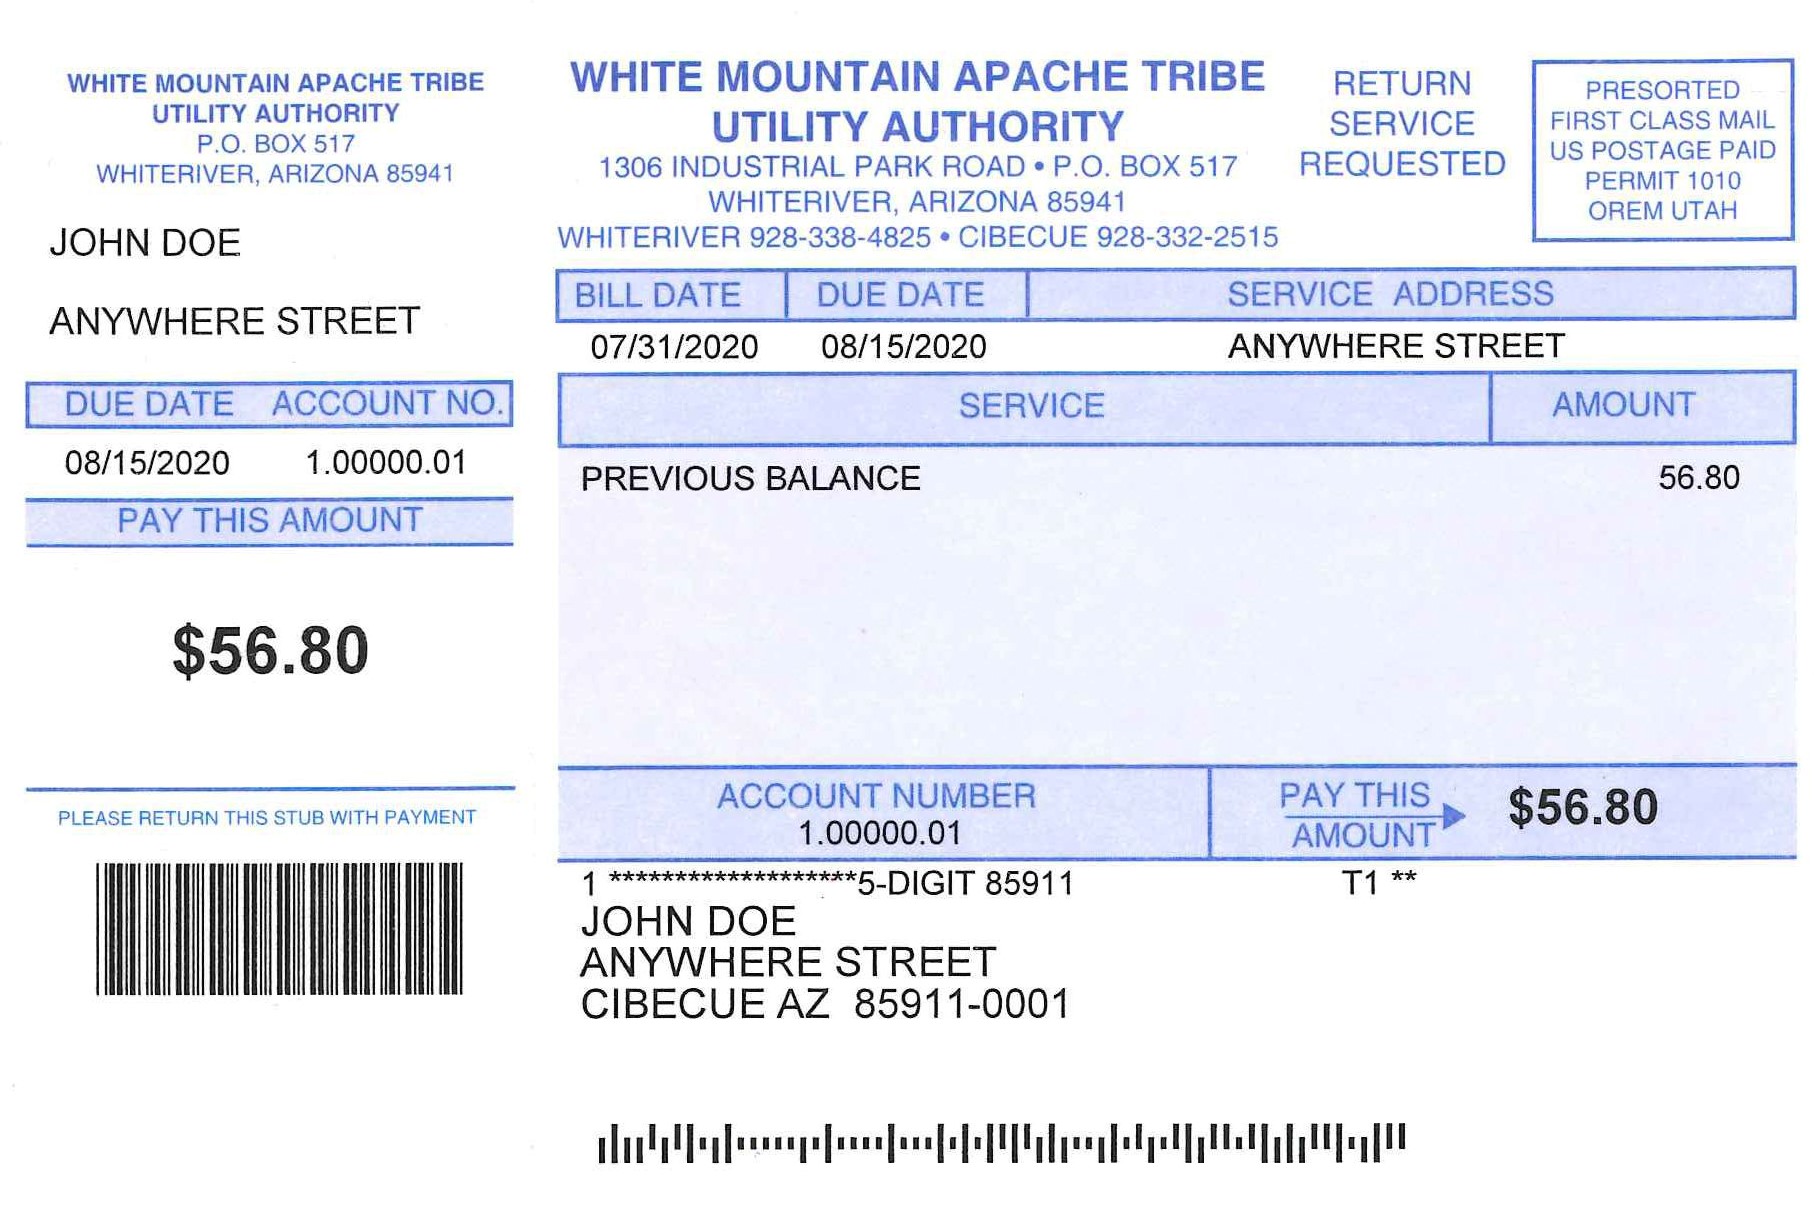 WHITE MOUNTAIN APACHE TRIBE
UTILITY AUTHORITY
P.O. BOX 517
WHITERIVER, ARIZONA 85941
JOHN DOE
ANYWHERE STREET
DUE DATE ACCOUNT NO.
08/15/2020 1.00000.01
PAY THIS AMOUNT
$56.80
PLEASE RETURN THIS STUB WITH PAYMENT
WHITE MOUNTAIN APACHE TRIBE
UTILITY AUTHORITY
1306 INDUSTRIAL PARK ROAD • P.O. BOX 517
WHITERIVER, ARIZONA 85941
WHITERIVER 928-338-4825 • CIBECUE 928-332-2515
RETURN
SERVICE
REQUESTED
PRESORTED
FIRST CLASS MAIL
US POSTAGE PAID
PERMIT 1010
OREM UTAH
BILL DATE DUE DATE SERVICE ADDRESS
07/31/2020 08/15/2020 ANYWHERE STREET
SERVICE AMOUNT
PREVIOUS BALANCE 56.80
ACCOUNT NUMBER
1.00000.01
PAY THIS
AMOUNT
$56.80
1 *******************5-DIGIT 85911 T1 **
JOHN DOE
ANYWHERE STREET
CIBECUE AZ 85911-0001